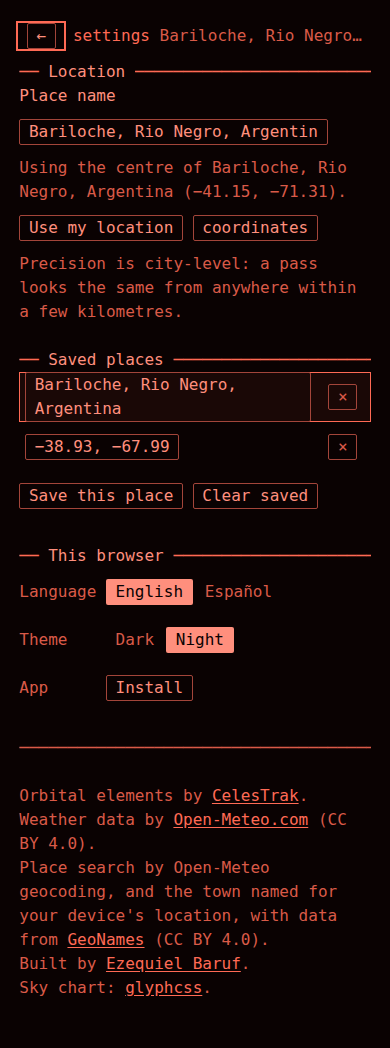 ← settings Bariloche, Rio Negro…
Location
Place name
Bariloche, Rio Negro, Argentin
Using the centre of Bariloche, Rio
Negro, Argentina (−41.15, −71.31).
Use my location coordinates
Precision is city-level: a pass
looks the same from anywhere within
a few kilometres.
Saved places
Bariloche, Rio Negro,
Argentina ×
−38.93, −67.99 ×
Save this place Clear saved
This browser
Language English Español
Theme Dark Night
App Install
Orbital elements by CelesTrak.
Weather data by Open-Meteo.com (CC
BY 4.0).
Place search by Open-Meteo
geocoding, and the town named for
your device's location, with data
from GeoNames (CC BY 4.0).
Built by Ezequiel Baruf.
Sky chart: glyphcss.